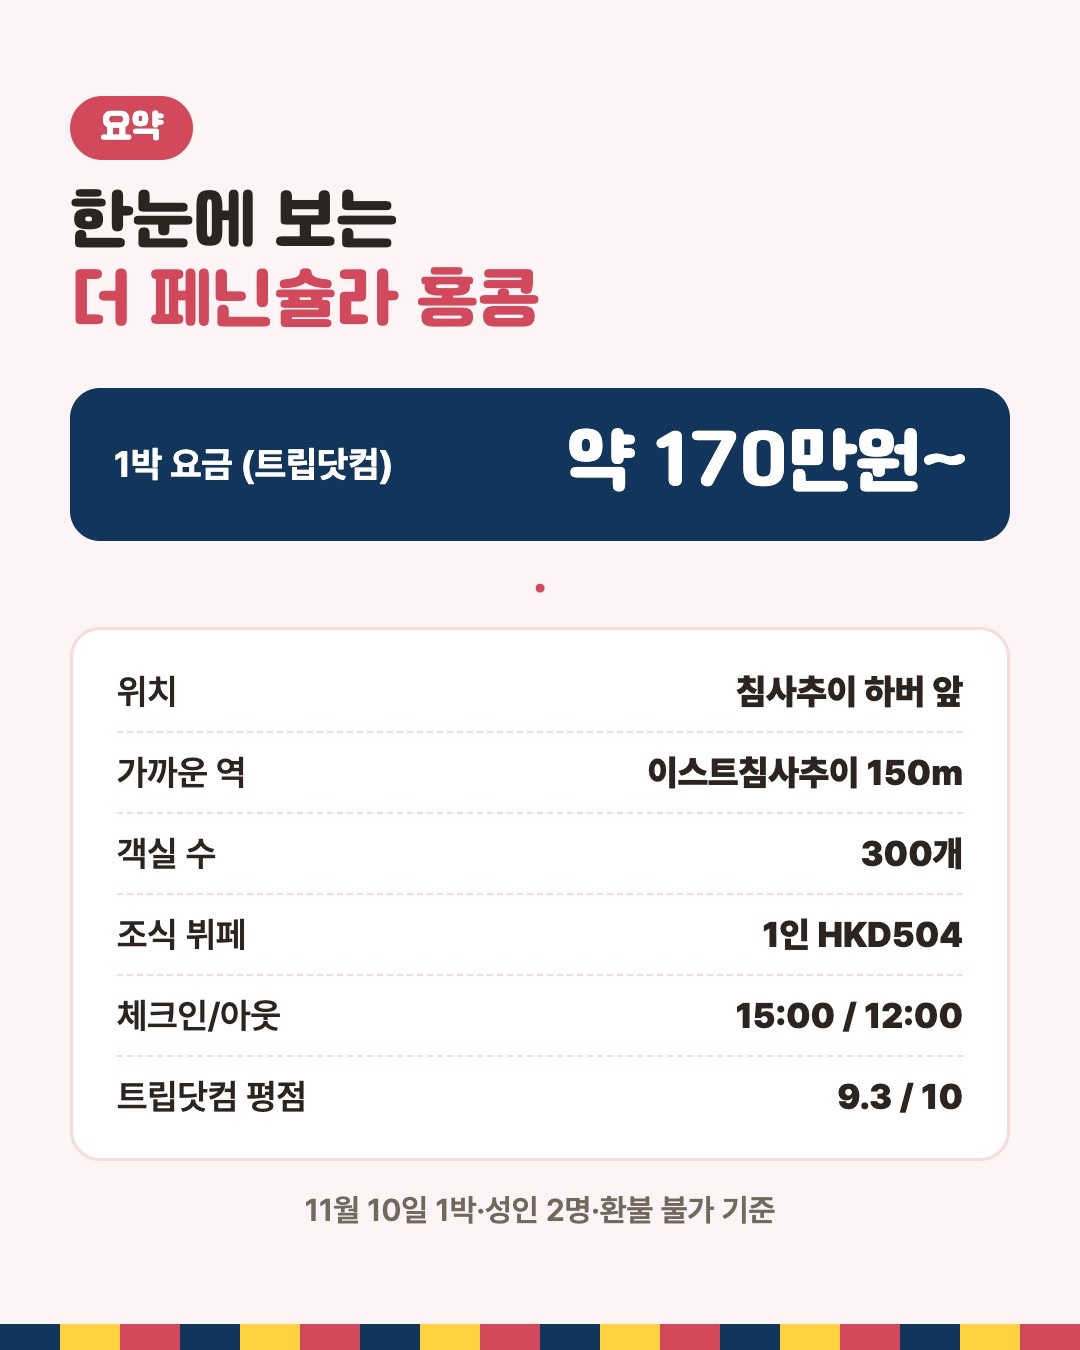 요약
한눈에 보는
더 페닌슐라 홍콩
1박 요금 (트립닷컴) 약 170만원~
위치 침사추이 하버 앞
가까운 역 이스트침사추이 150m
객실 수 300개
조식 뷔페 1인 HKD504
체크인/아웃 15:00 / 12:00
트립닷컴 평점 9.3 / 10
11월 10일 1박·성인 2명·환불 불가 기준